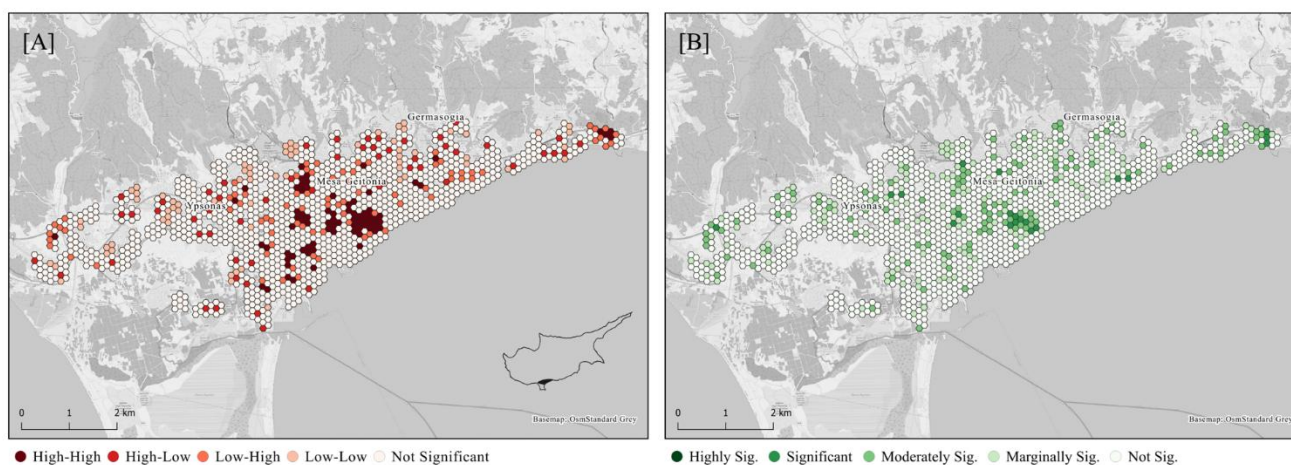 [A]
Germasogia
Mesa Geitonia
Ypsonas
0 1 2 km
Basemap: OsmStandard Grey
High-High High-Low Low-High Low-Low Not Significant
[B]
Germasogia
Mesa Geitonia
Ypsonas
0 1 2 km
Basemap: OsmStandard Grey
Highly Sig. Significant Moderately Sig. Marginally Sig. Not Sig.